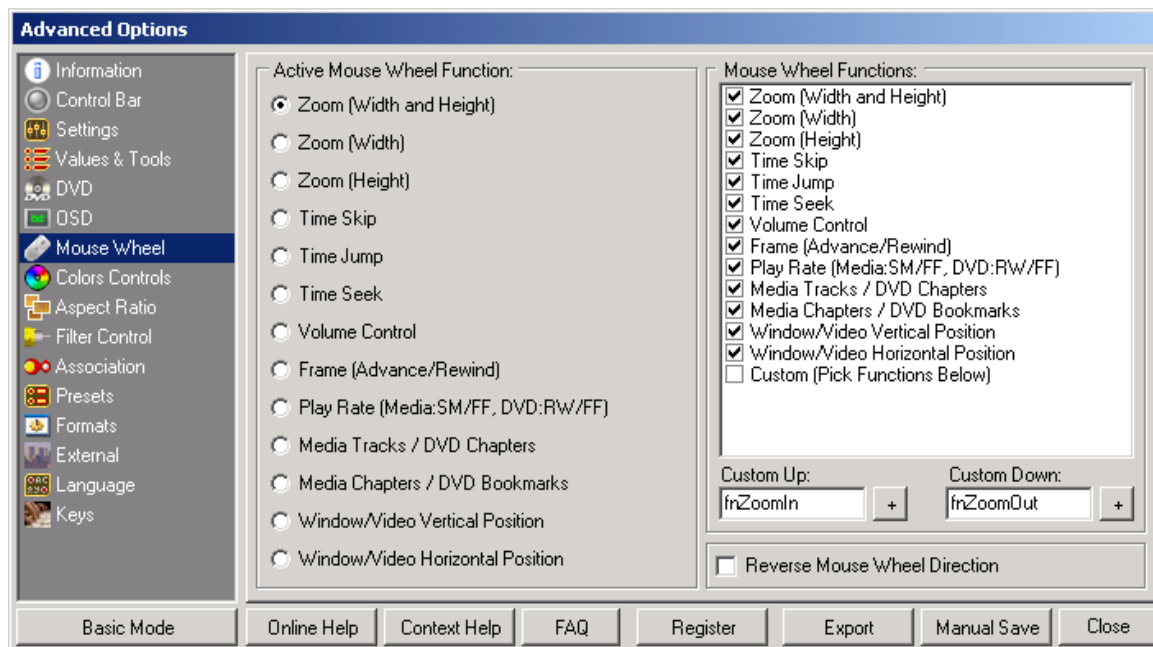 Advanced Options
Information
Control Bar
Settings
Values & Tools
DVD
OSD
Mouse Wheel
Colors Controls
Aspect Ratio
Filter Control
Association
Presets
Formats
External
Language
Keys
Active Mouse Wheel Function:
Zoom (Width and Height)
Zoom (Width)
Zoom (Height)
Time Skip
Time Jump
Time Seek
Volume Control
Frame (Advance/Rewind)
Play Rate (Media:SM/FF, DVD:RW/FF)
Media Tracks / DVD Chapters
Media Chapters / DVD Bookmarks
Window/Video Vertical Position
Window/Video Horizontal Position
Mouse Wheel Functions:
Zoom (Width and Height)
Zoom (Width)
Zoom (Height)
Time Skip
Time Jump
Time Seek
Volume Control
Frame (Advance/Rewind)
Play Rate (Media:SM/FF, DVD:RW/FF)
Media Tracks / DVD Chapters
Media Chapters / DVD Bookmarks
Window/Video Vertical Position
Window/Video Horizontal Position
Custom (Pick Functions Below)
Custom Up: Custom Down:
fnZoomIn + fnZoomOut +
Reverse Mouse Wheel Direction
Basic Mode Online Help Context Help FAQ Register Export Manual Save Close